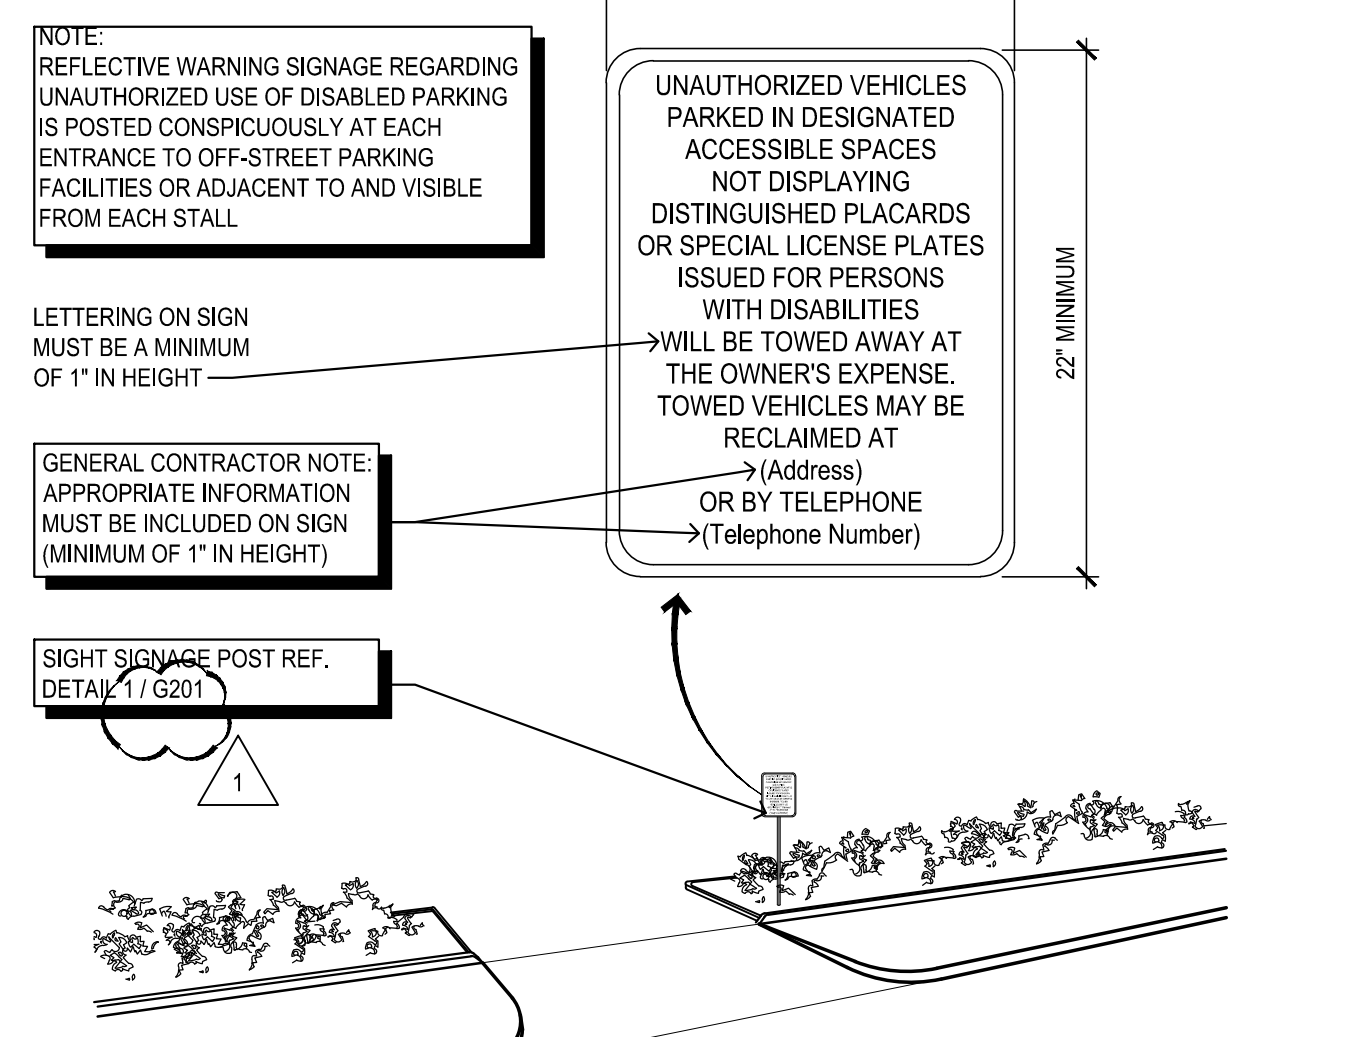 NOTE:
REFLECTIVE WARNING SIGNAGE REGARDING
UNAUTHORIZED USE OF DISABLED PARKING
IS POSTED CONSPICUOUSLY AT EACH
ENTRANCE TO OFF-STREET PARKING
FACILITIES OR ADJACENT TO AND VISIBLE
FROM EACH STALL
LETTERING ON SIGN
MUST BE A MINIMUM
OF 1" IN HEIGHT
GENERAL CONTRACTOR NOTE:
APPROPRIATE INFORMATION
MUST BE INCLUDED ON SIGN
(MINIMUM OF 1" IN HEIGHT)
SIGHT SIGNAGE POST REF.
DETAIL 1 / G201
1
UNAUTHORIZED VEHICLES
PARKED IN DESIGNATED
ACCESSIBLE SPACES
NOT DISPLAYING
DISTINGUISHED PLACARDS
OR SPECIAL LICENSE PLATES
ISSUED FOR PERSONS
WITH DISABILITIES
WILL BE TOWED AWAY AT
THE OWNER'S EXPENSE.
TOWED VEHICLES MAY BE
RECLAIMED AT
(Address)
OR BY TELEPHONE
(Telephone Number)
22" MINIMUM